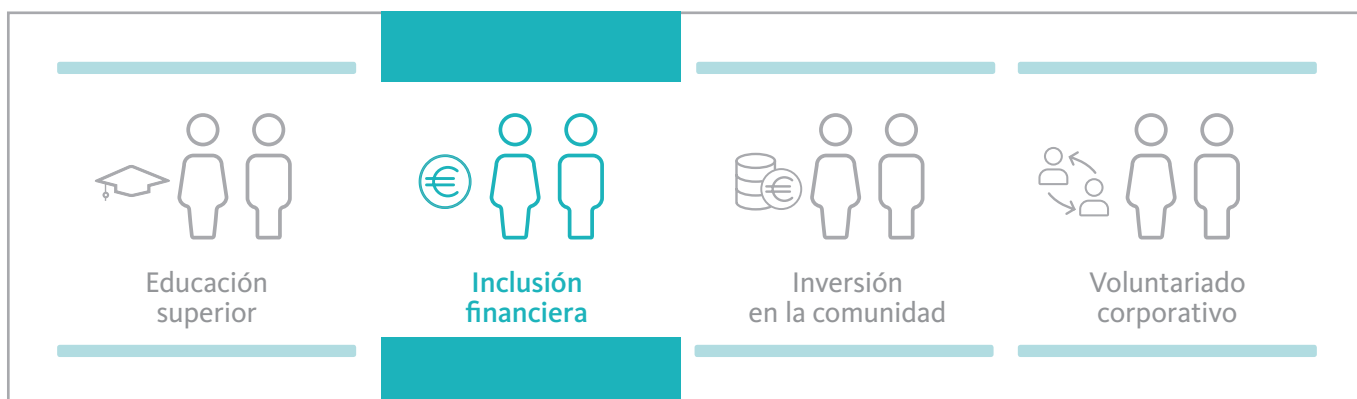 Educación
superior
Inclusión
financiera
Inversión
en la comunidad
Voluntariado
corporativo